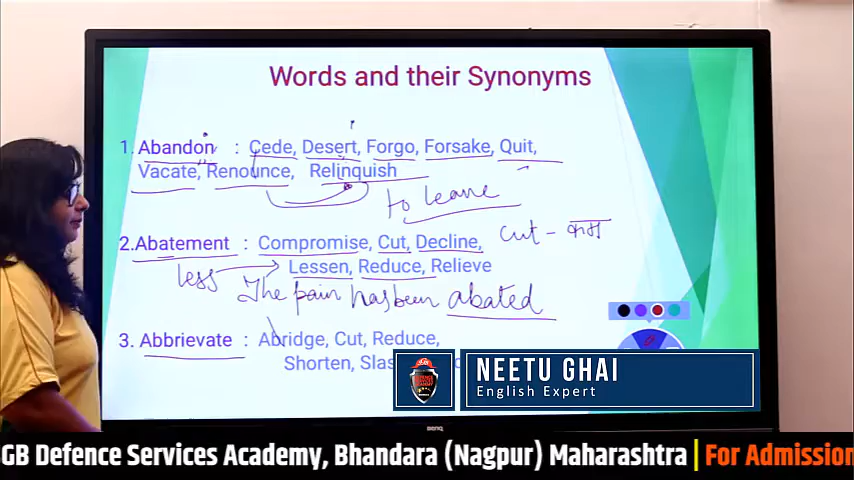 Words and their Synonyms
1. Abandon : Cede, Desert, Forgo, Forsake, Quit,
Vacate, Renounce, Relinquish
to leave
2. Abatement : Compromise, Cut, Decline,
cut - कम
Lessen, Reduce, Relieve
less
The pain has been abated
3. Abbrievate : Abridge, Cut, Reduce,
Shorten,
NEETU GHAI
English Expert
BenQ
GB Defence Services Academy, Bhandara (Nagpur) Maharashtra | For Admission